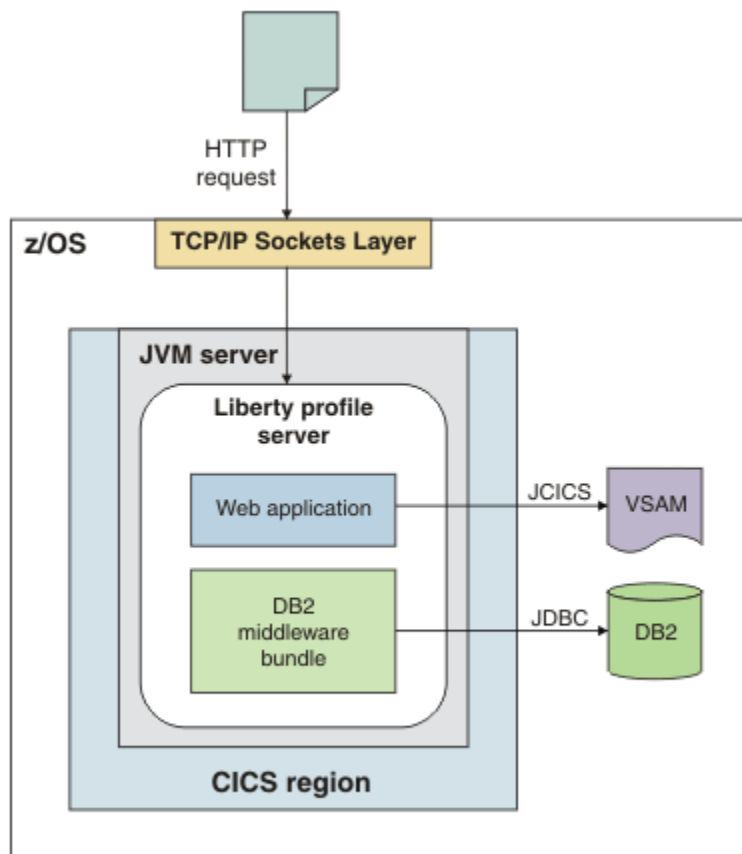 HTTP
request
z/OS
TCP/IP Sockets Layer
JVM server
Liberty profile
server
Web application
JCICS
VSAM
DB2
middleware
bundle
JDBC
DB2
CICS region